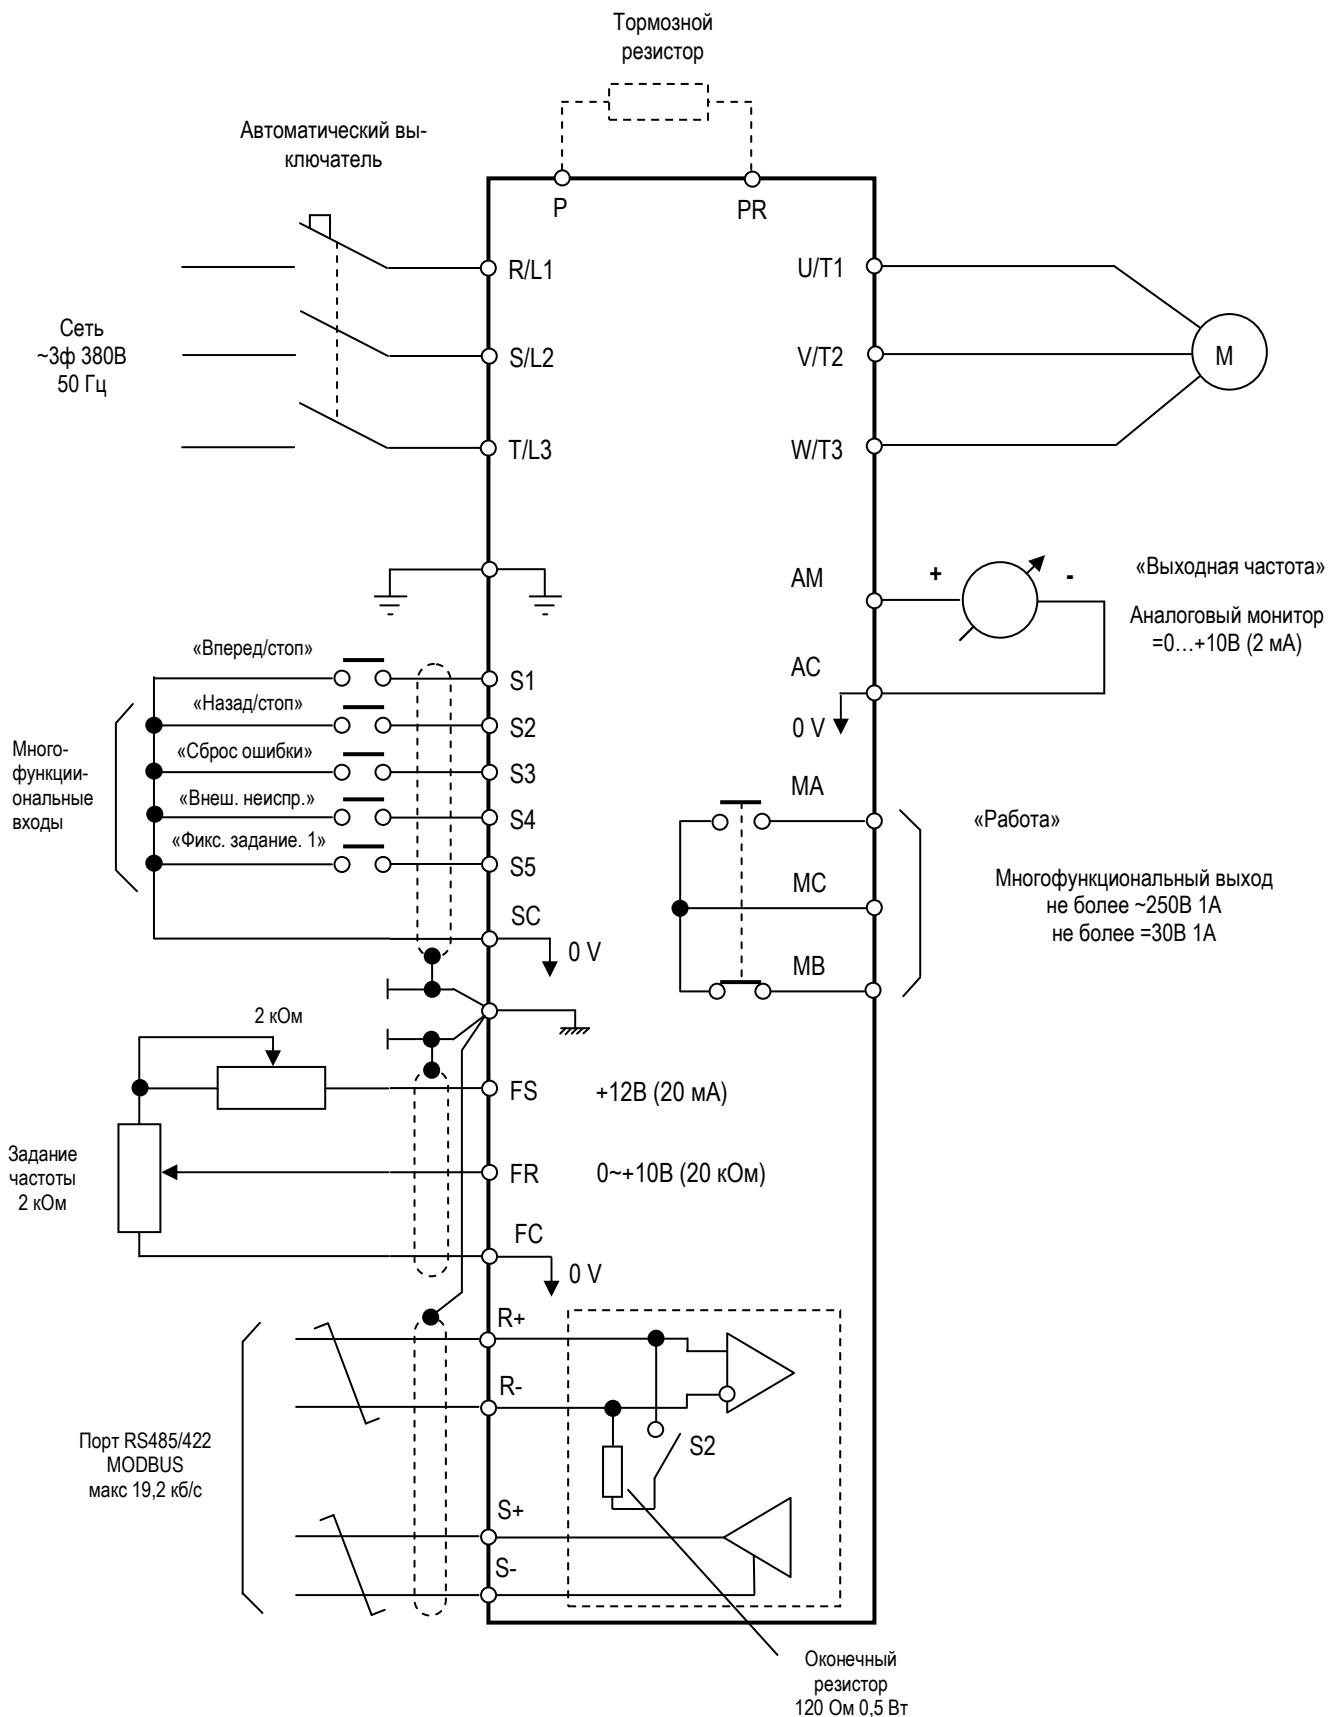 Тормозной
резистор
Автоматический вы-
ключатель
P
PR
R/L1
U/T1
Сеть
~3ф 380В
50 Гц
S/L2
V/T2
M
T/L3
W/T3
AM
+
-
«Выходная частота»
Аналоговый монитор
=0…+10В (2 мА)
AC
0 V
«Вперед/стоп»
S1
«Назад/стоп»
S2
Много-
функци-
ональные
входы
«Сброс ошибки»
S3
«Внеш. неиспр.»
S4
«Фикс. задание. 1»
S5
SC
0 V
MA
MC
MB
«Работа»
Многофункциональный выход
не более ~250В 1А
не более =30В 1А
2 кОм
FS
+12В (20 мА)
Задание
частоты
2 кОм
FR
0~+10В (20 кОм)
FC
0 V
R+
R-
S2
Порт RS485/422
MODBUS
макс 19,2 кб/с
S+
S-
Оконечный
резистор
120 Ом 0,5 Вт